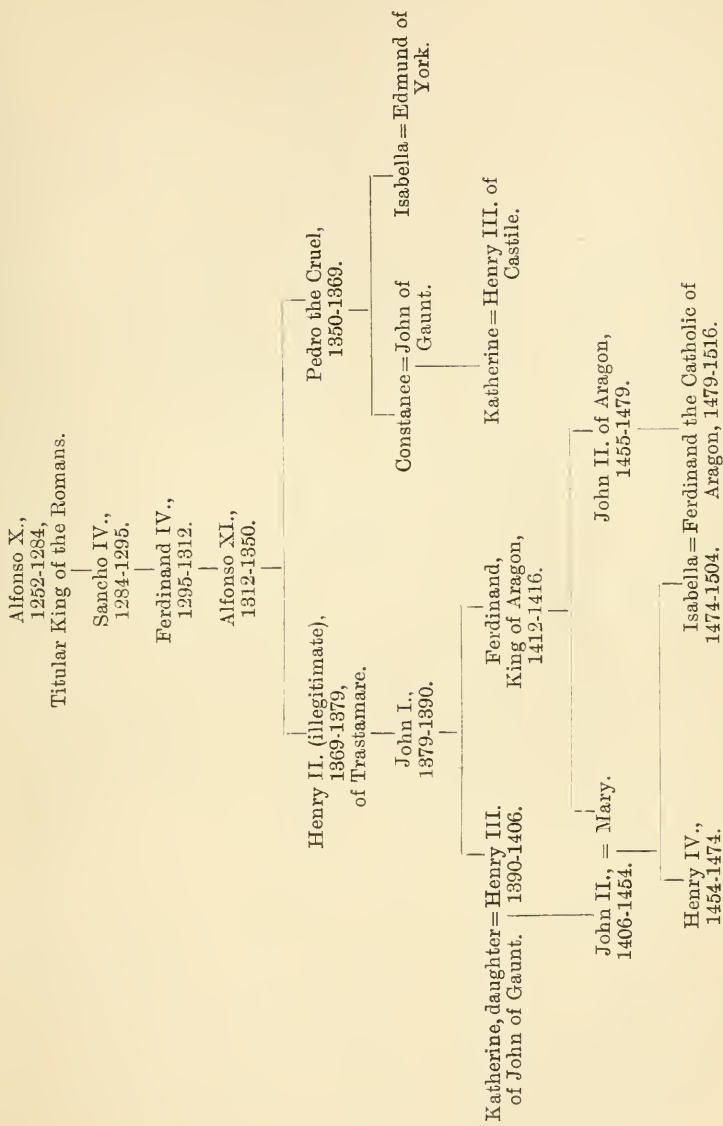 Alfonso X.,
1252-1284,
Titular King of the Romans.
Sancho IV.,
1284-1295.
Ferdinand IV.,
1295-1312.
Alfonso XI.,
1312-1350.
Henry II. (illegitimate),
1369-1379,
of Trastamare.
Pedro the Cruel,
1350-1369.
John I.,
1379-1390.
Constanee=John of
Gaunt.
Isabella=Edmund of
York.
Katherine, daughter=Henry III.
of John of Gaunt. 1390-1406.
Ferdinand,
King of Aragon,
1412-1416.
Katherine=Henry III. of
Castile.
John II., = Mary.
1406-1454.
John II. of Aragon,
1455-1479.
Henry IV.,
1454-1474.
Isabella=Ferdinand the Catholic of
1474-1504. Aragon, 1479-1516.